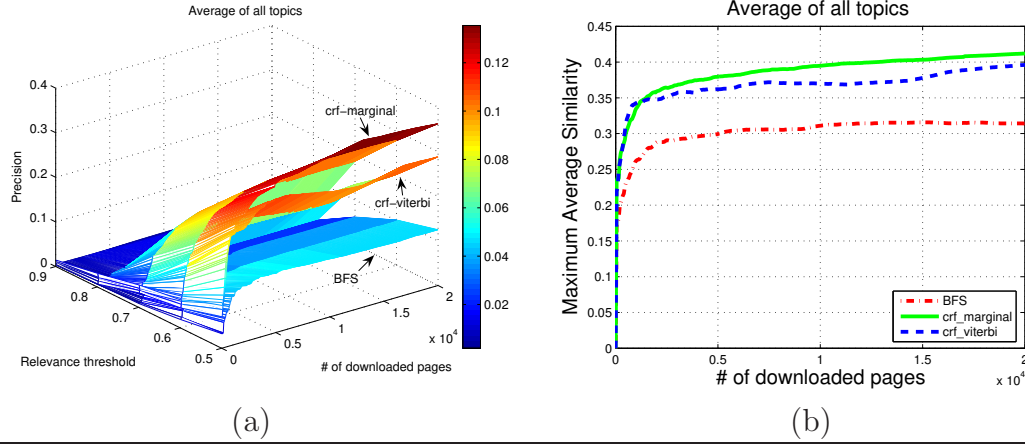 Average of all topics
0.4
0.3
0.2
0.1
0
Precision
0.9
0.8
0.7
0.6
0.5
Relevance threshold
0
0.5
1
1.5
2
x 10^4
# of downloaded pages
crf-marginal
crf-viterbi
BFS
0.12
0.1
0.08
0.06
0.04
0.02
(a)
Average of all topics
0.45
0.4
0.35
0.3
0.25
0.2
0.15
0.1
0.05
0
Maximum Average Similarity
0
0.5
1
1.5
2
x 10^4
# of downloaded pages
BFS
crf_marginal
crf_viterbi
(b)